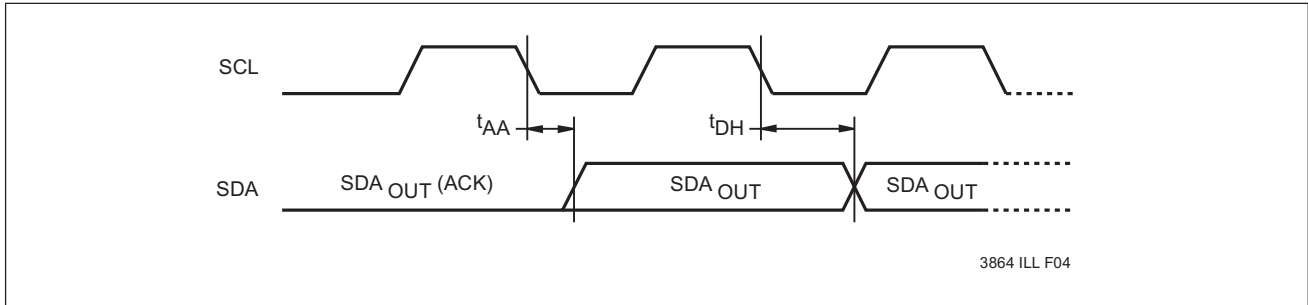 SCL
tAA
tDH
SDA
SDA OUT (ACK)
SDA OUT
SDA OUT
3864 ILL F04